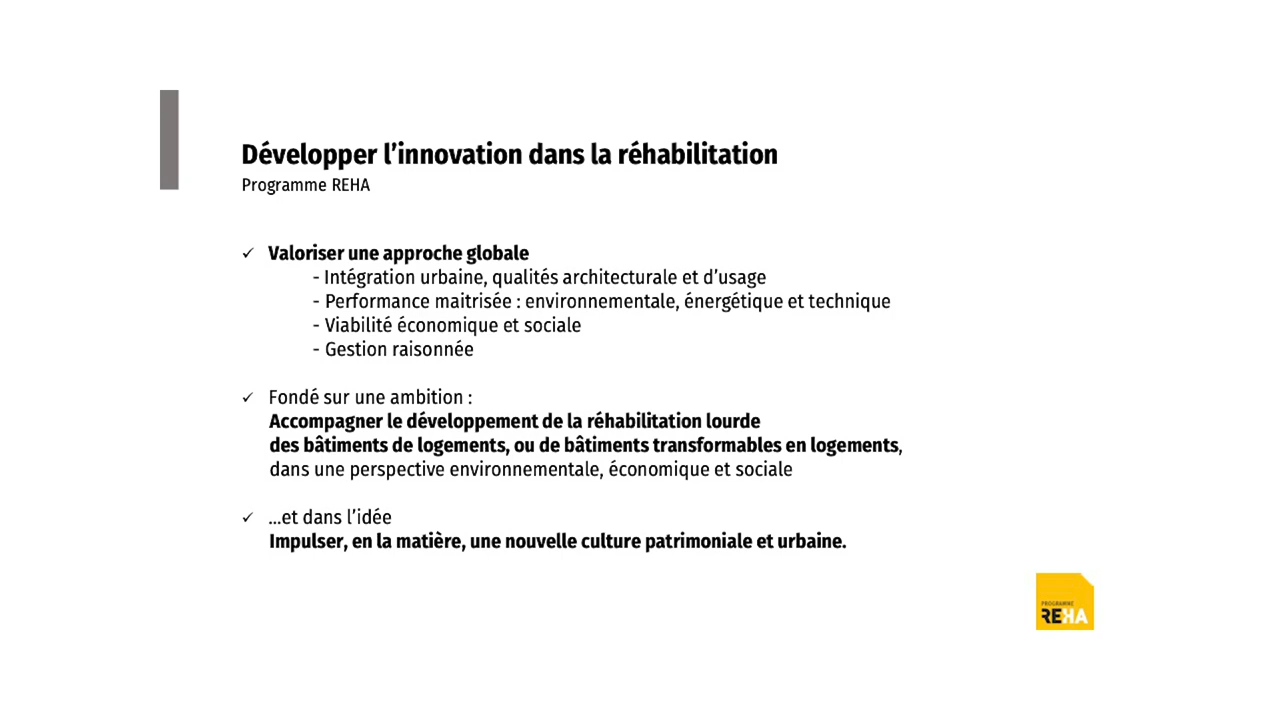 Développer l’innovation dans la réhabilitation
Programme REHA
✓ Valoriser une approche globale
- Intégration urbaine, qualités architecturale et d’usage
- Performance maitrisée : environnementale, énergétique et technique
- Viabilité économique et sociale
- Gestion raisonnée
✓ Fondé sur une ambition :
Accompagner le développement de la réhabilitation lourde
des bâtiments de logements, ou de bâtiments transformables en logements,
dans une perspective environnementale, économique et sociale
✓ …et dans l’idée
Impulser, en la matière, une nouvelle culture patrimoniale et urbaine.
PROGRAMME
REHA